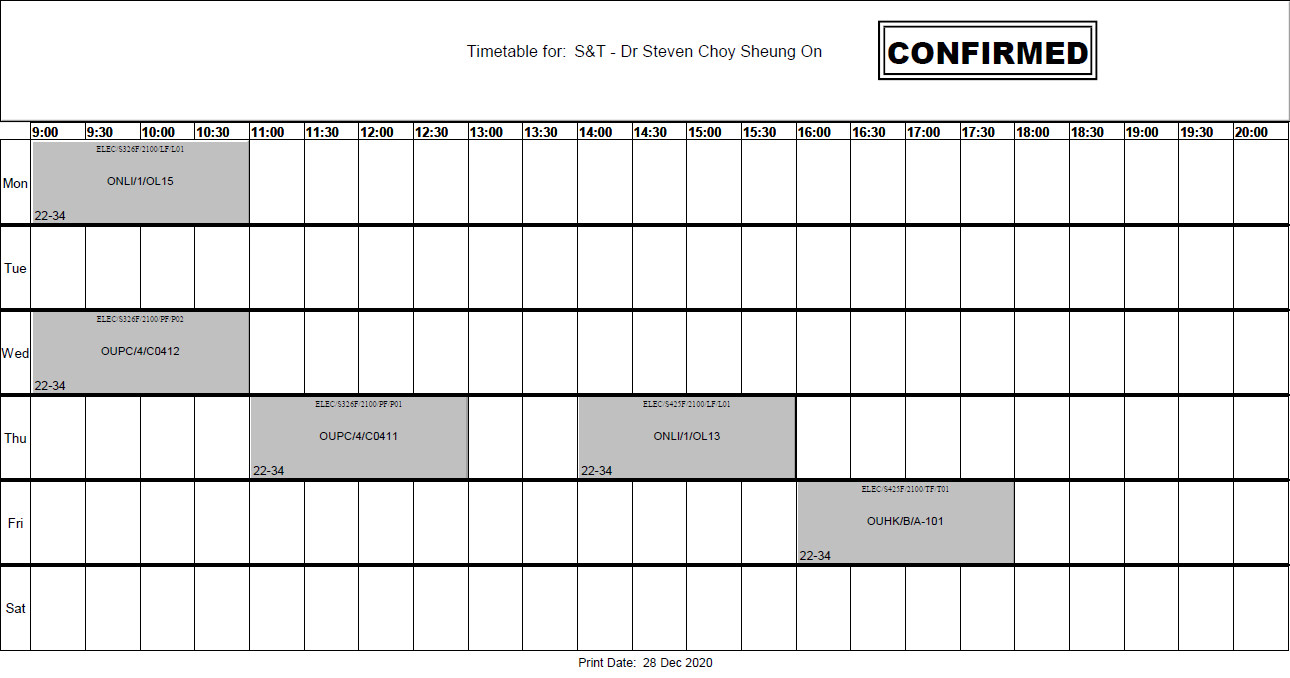 Timetable for:  S&T - Dr Steven Choy Sheung On
CONFIRMED
9:00 9:30 10:00 10:30 11:00 11:30 12:00 12:30 13:00 13:30 14:00 14:30 15:00 15:30 16:00 16:30 17:00 17:30 18:00 18:30 19:00 19:30 20:00
Mon
ELEC/S326F/2100/LF/L01
ONLI/1/OL15
22-34
Tue
Wed
ELEC/S326F/2100/PF/P02
OUPC/4/C0412
22-34
Thu
ELEC/S326F/2100/PF/P01
OUPC/4/C0411
22-34
ELEC/S425F/2100/LF/L01
ONLI/1/OL13
22-34
Fri
ELEC/S425F/2100/TF/T01
OUHK/B/A-101
22-34
Sat
Print Date:  28 Dec 2020